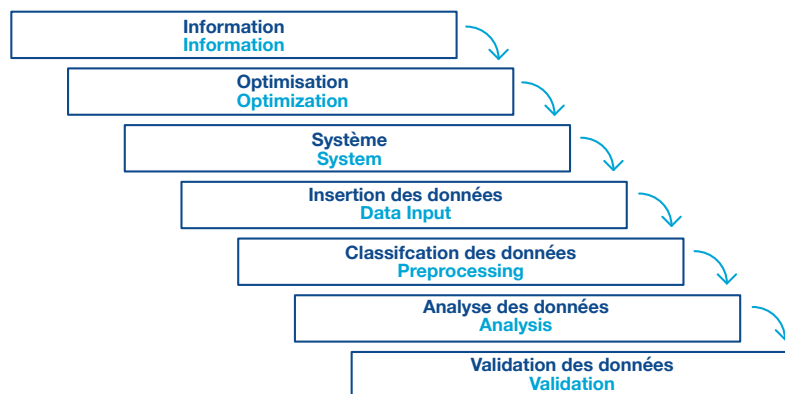 Information
Information
Optimisation
Optimization
Système
System
Insertion des données
Data Input
Classifcation des données
Preprocessing
Analyse des données
Analysis
Validation des données
Validation